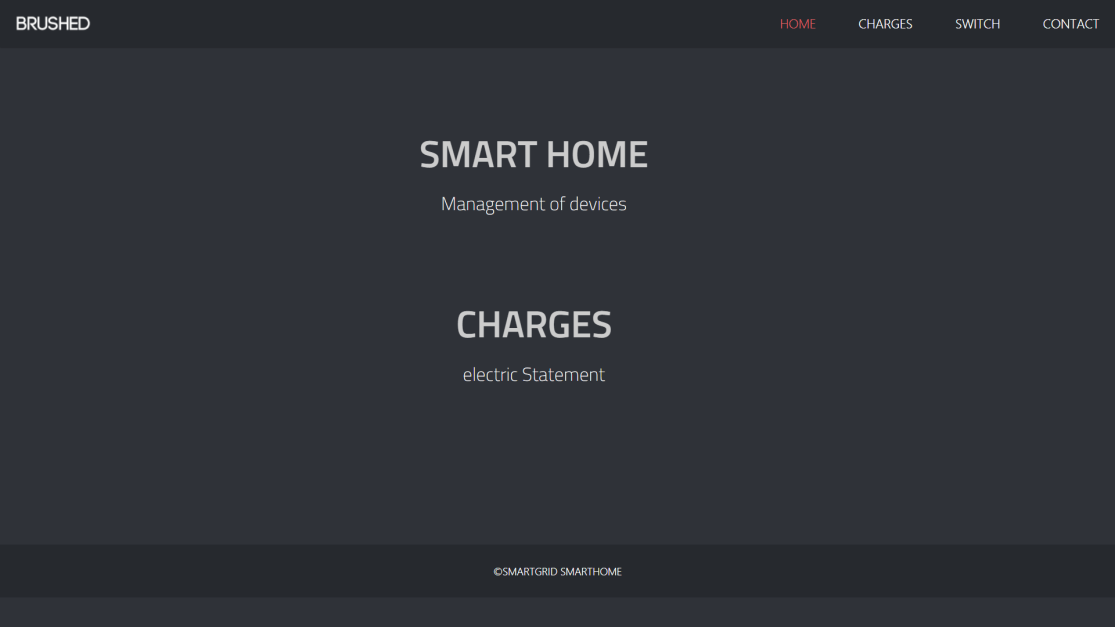 BRUSHED
HOME CHARGES SWITCH CONTACT
SMART HOME
Management of devices
CHARGES
electric Statement
©SMARTGRID SMARTHOME